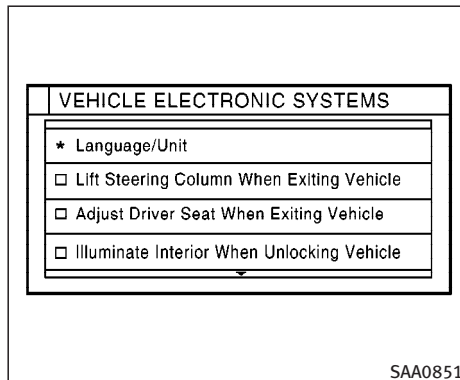 VEHICLE ELECTRONIC SYSTEMS
* Language/Unit
□ Lift Steering Column When Exiting Vehicle
□ Adjust Driver Seat When Exiting Vehicle
□ Illuminate Interior When Unlocking Vehicle
SAA0851